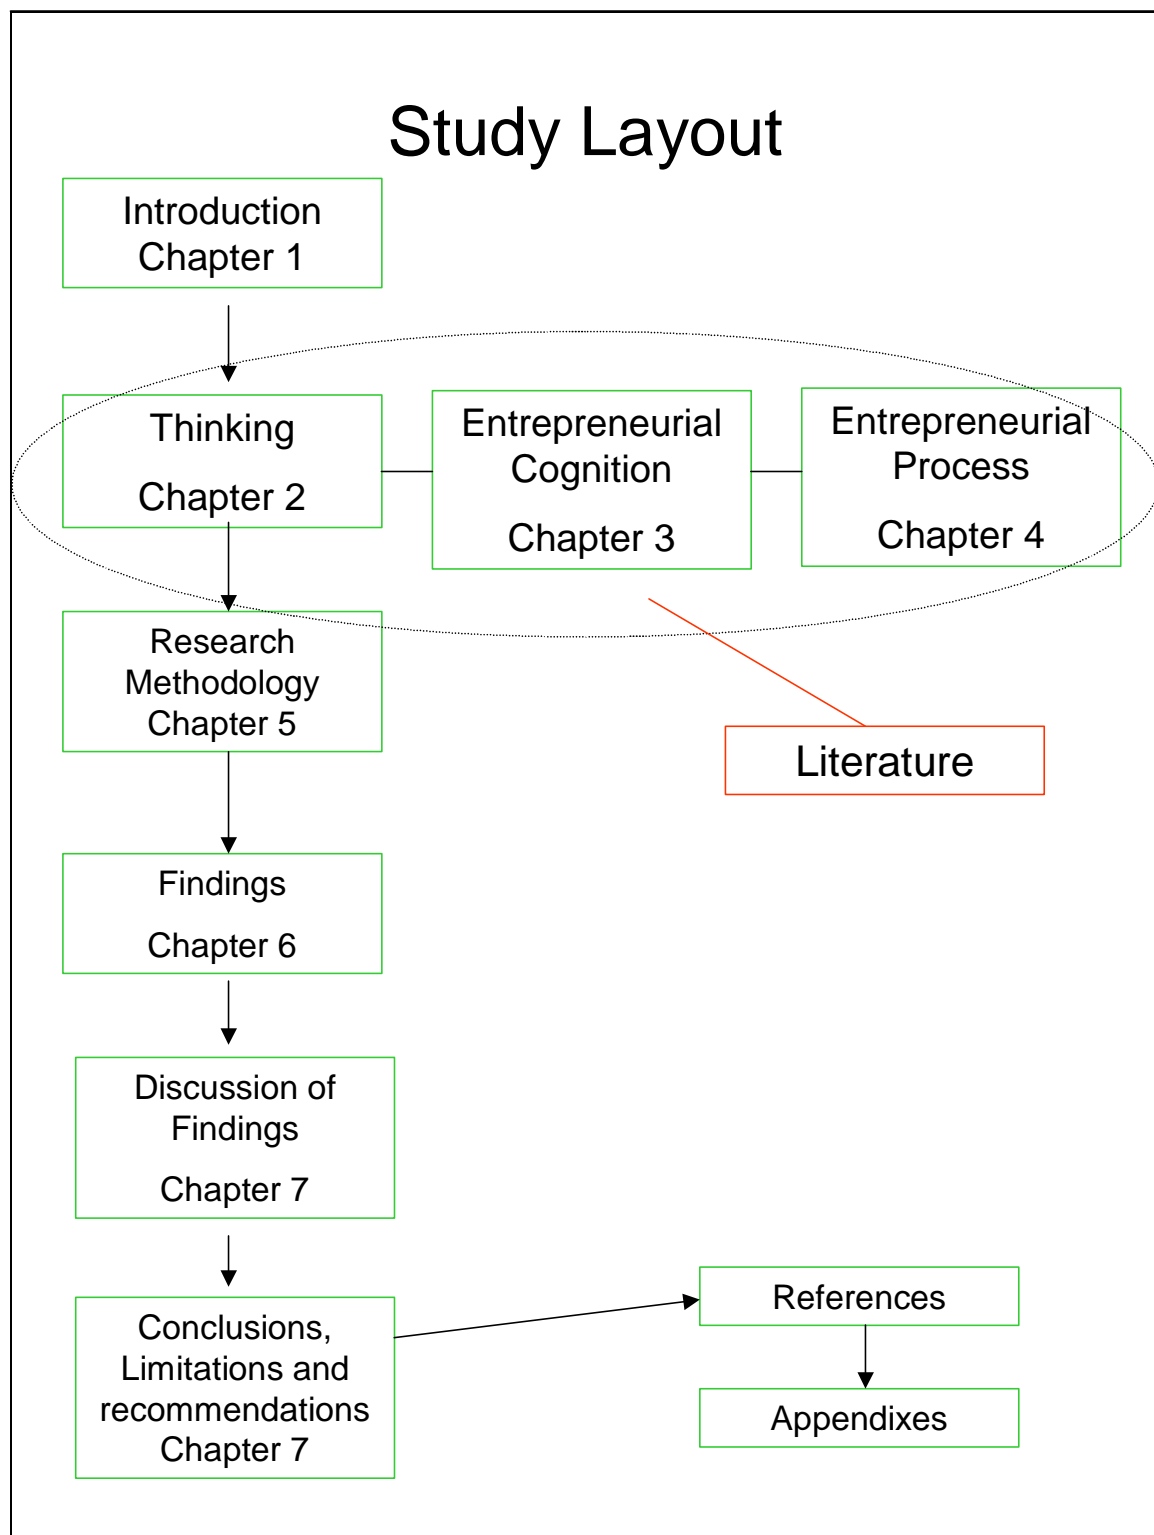 Study Layout
Introduction
Chapter 1
Thinking
Chapter 2
Entrepreneurial
Cognition
Chapter 3
Entrepreneurial
Process
Chapter 4
Research
Methodology
Chapter 5
Literature
Findings
Chapter 6
Discussion of
Findings
Chapter 7
Conclusions,
Limitations and
recommendations
Chapter 7
References
Appendixes